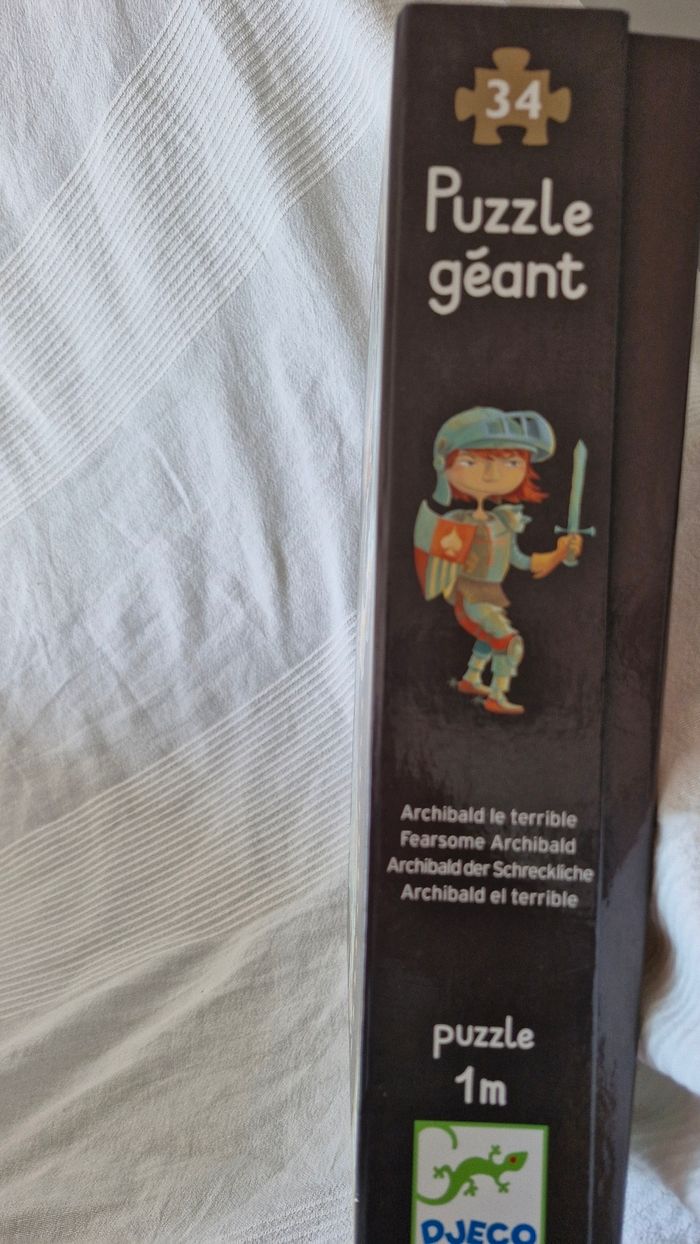 34
Puzzle
géant
Archibald le terrible
Fearsome Archibald
Archibald der Schreckliche
Archibald el terrible
puzzle
1m
DJECO